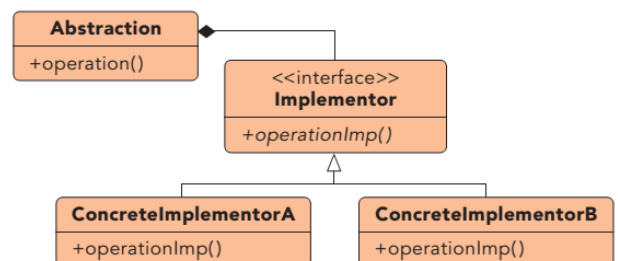 Abstraction
+operation()
<<interface>>
Implementor
+operationImp()
ConcreteImplementorA
+operationImp()
ConcreteImplementorB
+operationImp()